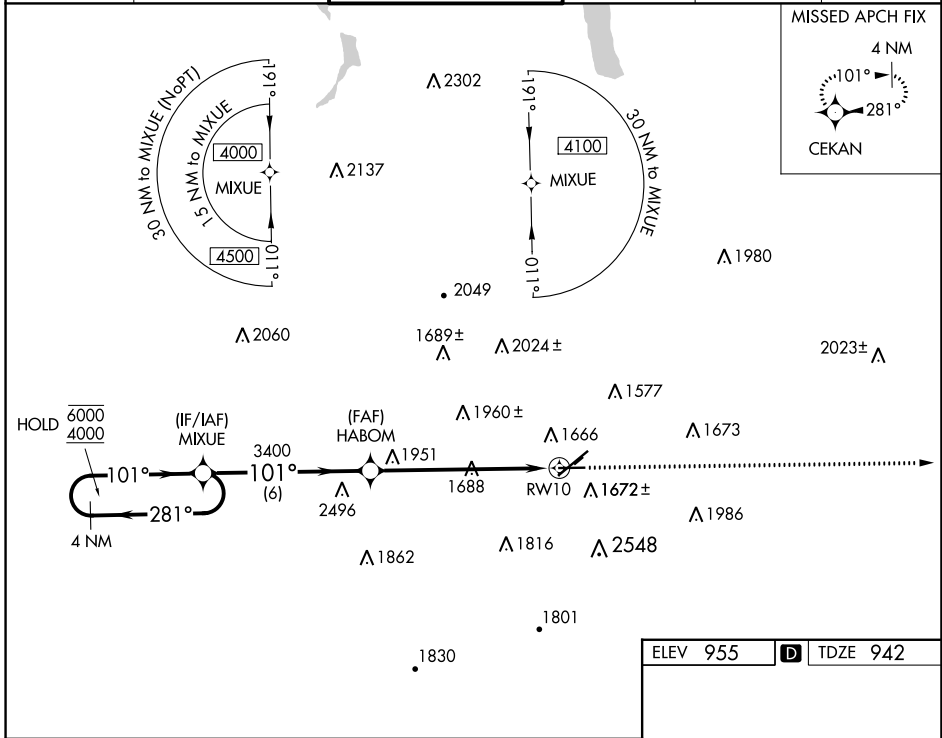 MISSED APCH FIX
4 NM
101°
281°
CEKAN
30 NM to MIXUE (NoPT)
15 NM to MIXUE
191°
4000
MIXUE
4500
011°
2302
2137
191°
4100
MIXUE
011°
30 NM to MIXUE
1980
2049
2060
1689±
2024±
2023±
1577
HOLD
6000
4000
(IF/IAF)
MIXUE
(FAF)
HABOM
1960±
1666
1673
101°
3400
101°
(6)
1951
1688
RW10
1672±
281°
4 NM
2496
1986
1862
1816
2548
1801
1830
ELEV 955
D
TDZE 942